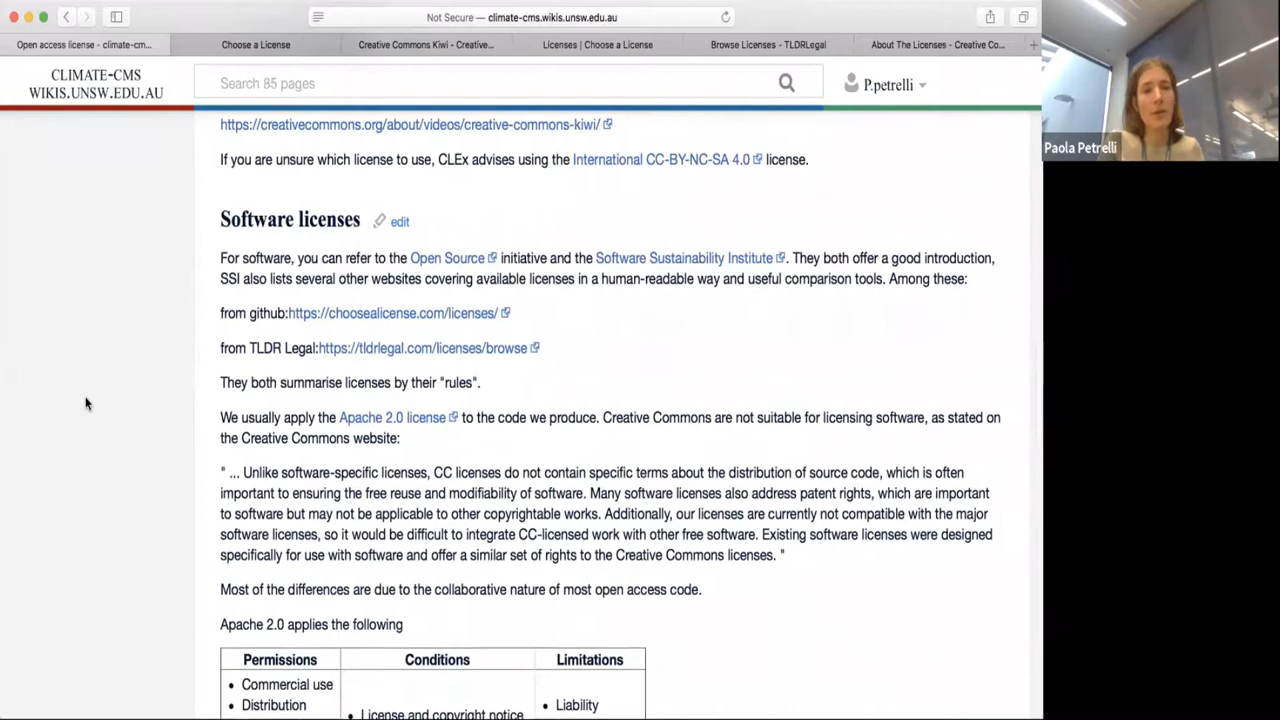 Not Secure — climate-cms.wikis.unsw.edu.au
Open access license - climate-cm...
Choose a License
Creative Commons Kiwi - Creative...
Licenses | Choose a License
Browse Licenses - TLDRLegal
About The Licenses - Creative Co...
CLIMATE-CMS
WIKIS.UNSW.EDU.AU
Search 85 pages
P.petrelli
Paola Petrelli
https://creativecommons.org/about/videos/creative-commons-kiwi/
If you are unsure which license to use, CLEx advises using the International CC-BY-NC-SA 4.0 license.
Software licenses edit
For software, you can refer to the Open Source initiative and the Software Sustainability Institute. They both offer a good introduction,
SSI also lists several other websites covering available licenses in a human-readable way and useful comparison tools. Among these:
from github:https://choosealicense.com/licenses/
from TLDR Legal:https://tldrlegal.com/licenses/browse
They both summarise licenses by their "rules".
We usually apply the Apache 2.0 license to the code we produce. Creative Commons are not suitable for licensing software, as stated on
the Creative Commons website:
" ... Unlike software-specific licenses, CC licenses do not contain specific terms about the distribution of source code, which is often
important to ensuring the free reuse and modifiability of software. Many software licenses also address patent rights, which are important
to software but may not be applicable to other copyrightable works. Additionally, our licenses are currently not compatible with the major
software licenses, so it would be difficult to integrate CC-licensed work with other free software. Existing software licenses were designed
specifically for use with software and offer a similar set of rights to the Creative Commons licenses. "
Most of the differences are due to the collaborative nature of most open access code.
Apache 2.0 applies the following
Permissions Conditions Limitations
• Commercial use
• Distribution
• License and copyright notice
• Liability